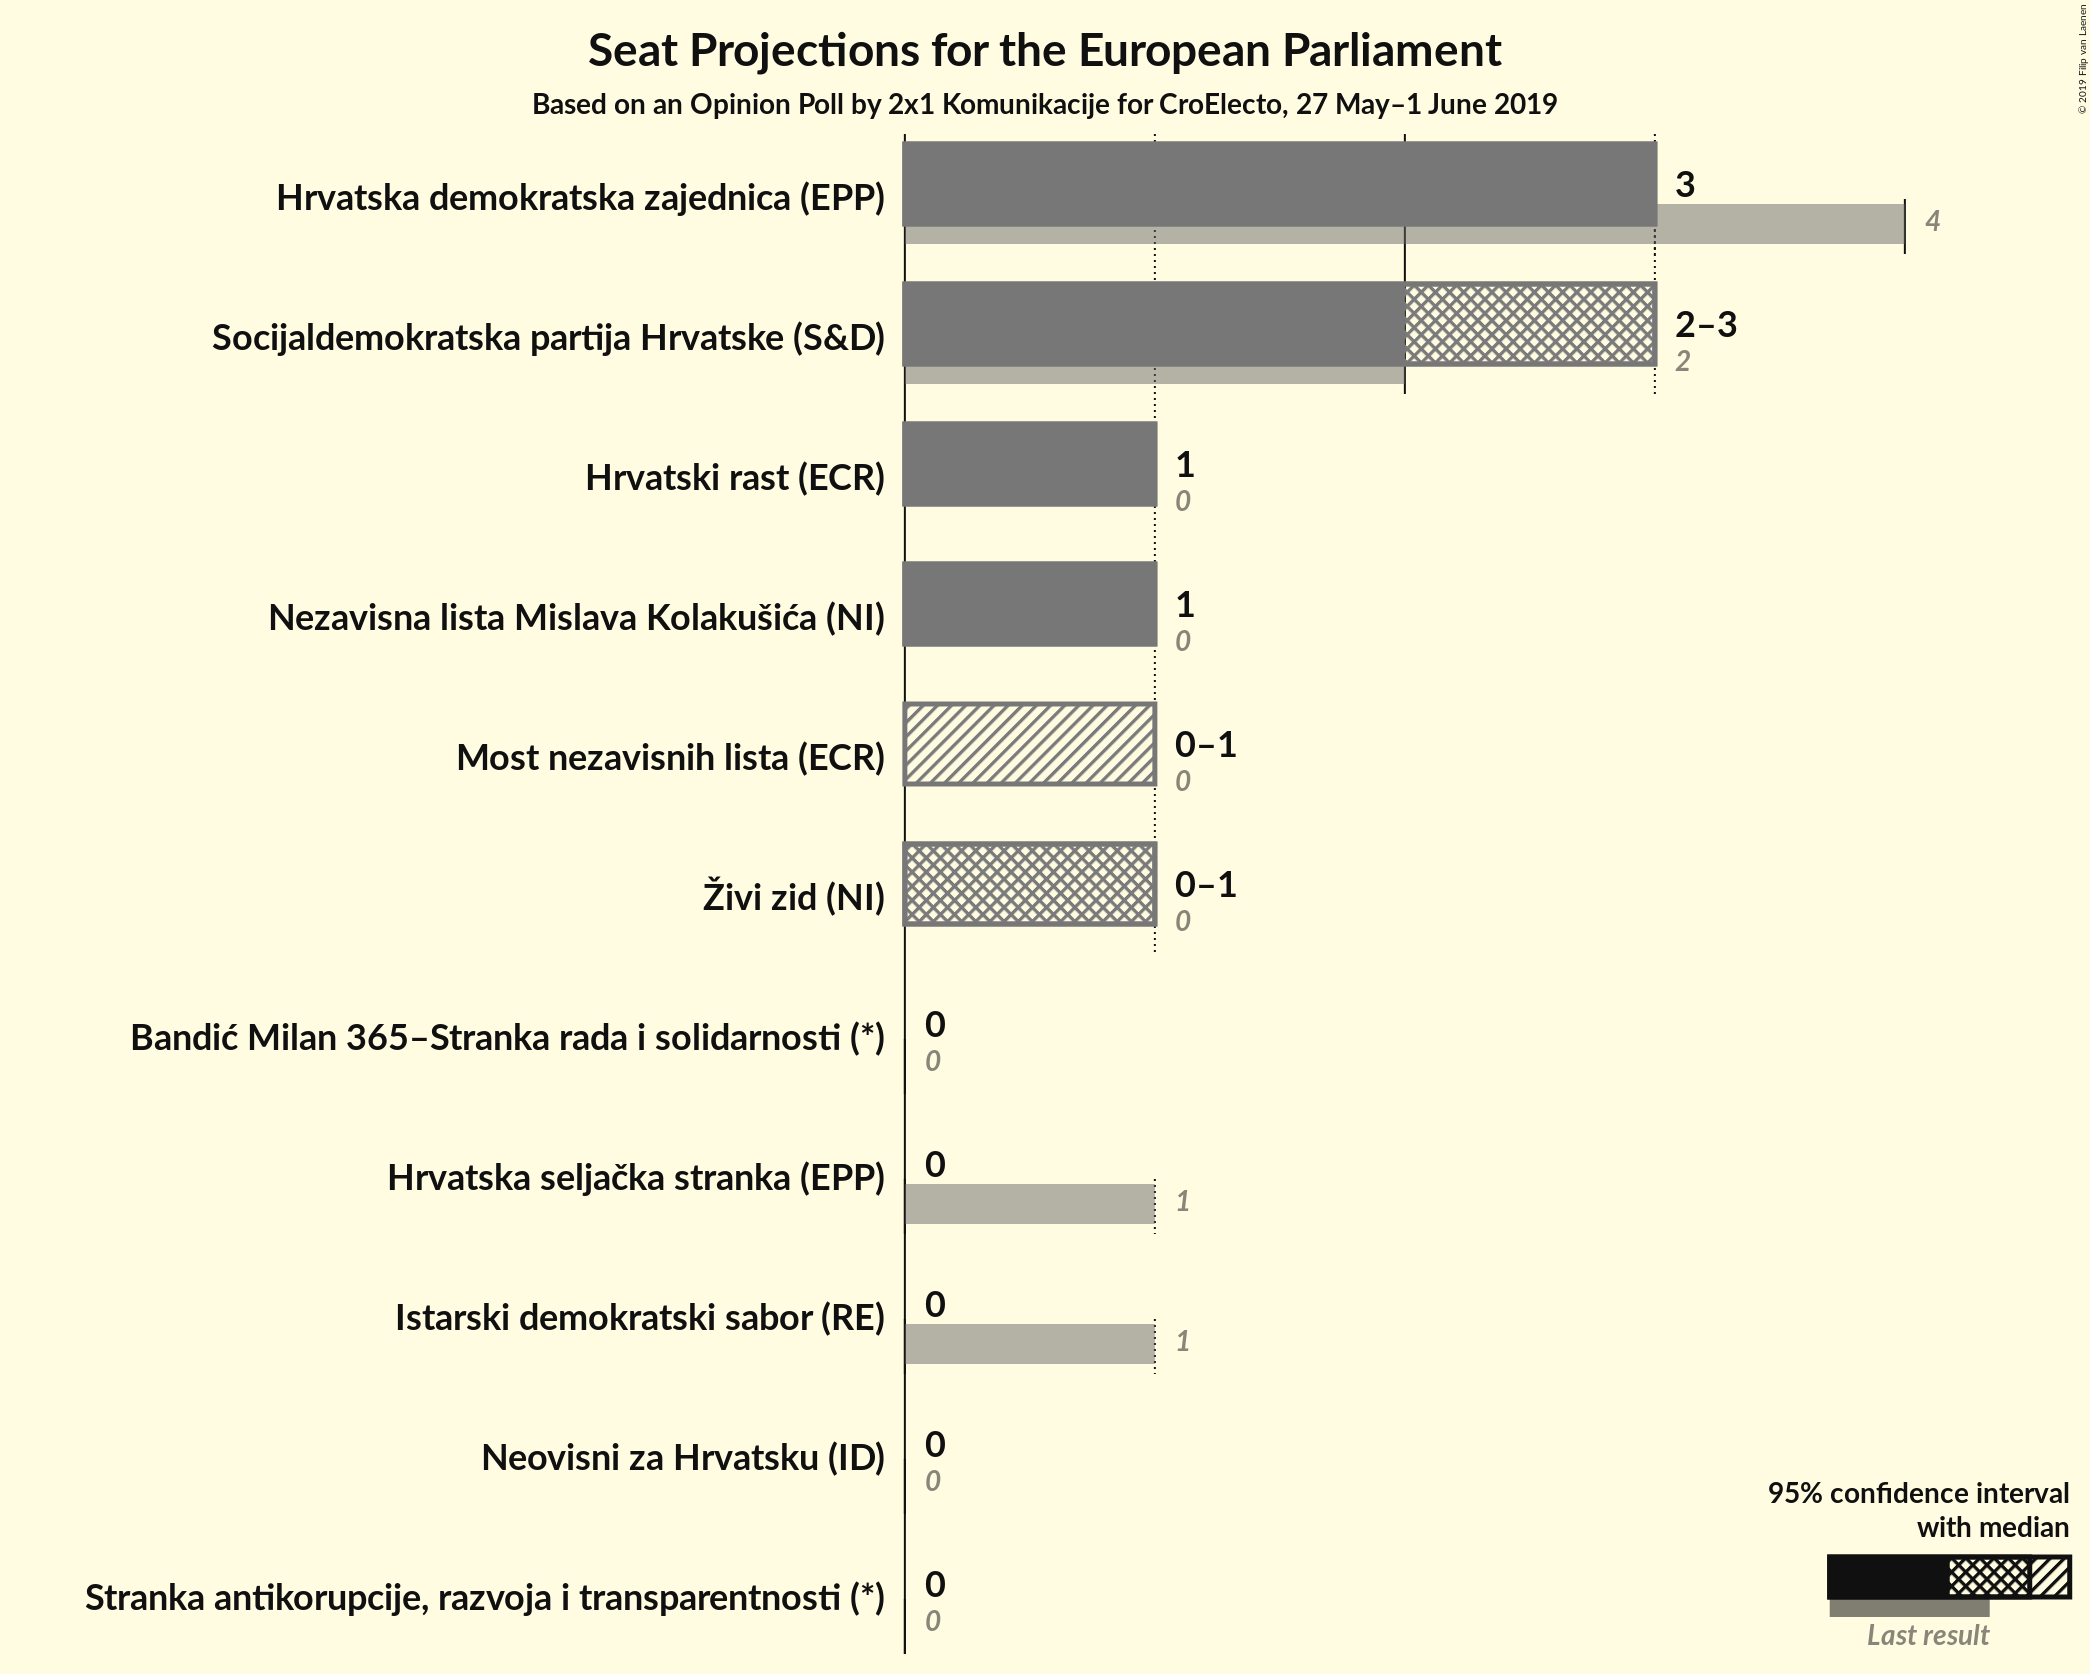 Seat Projections for the European Parliament
Based on an Opinion Poll by 2x1 Komunikacije for CroElecto, 27 May–1 June 2019
© 2019 Filip van Laenen
Hrvatska demokratska zajednica (EPP)
3
4
Socijaldemokratska partija Hrvatske (S&D)
2–3
2
Hrvatski rast (ECR)
1
0
Nezavisna lista Mislava Kolakušića (NI)
1
0
Most nezavisnih lista (ECR)
0–1
0
Živi zid (NI)
0–1
0
Bandić Milan 365–Stranka rada i solidarnosti (*)
0
0
Hrvatska seljačka stranka (EPP)
0
1
Istarski demokratski sabor (RE)
0
1
Neovisni za Hrvatsku (ID)
0
0
Stranka antikorupcije, razvoja i transparentnosti (*)
0
0
95% confidence interval
with median
Last result